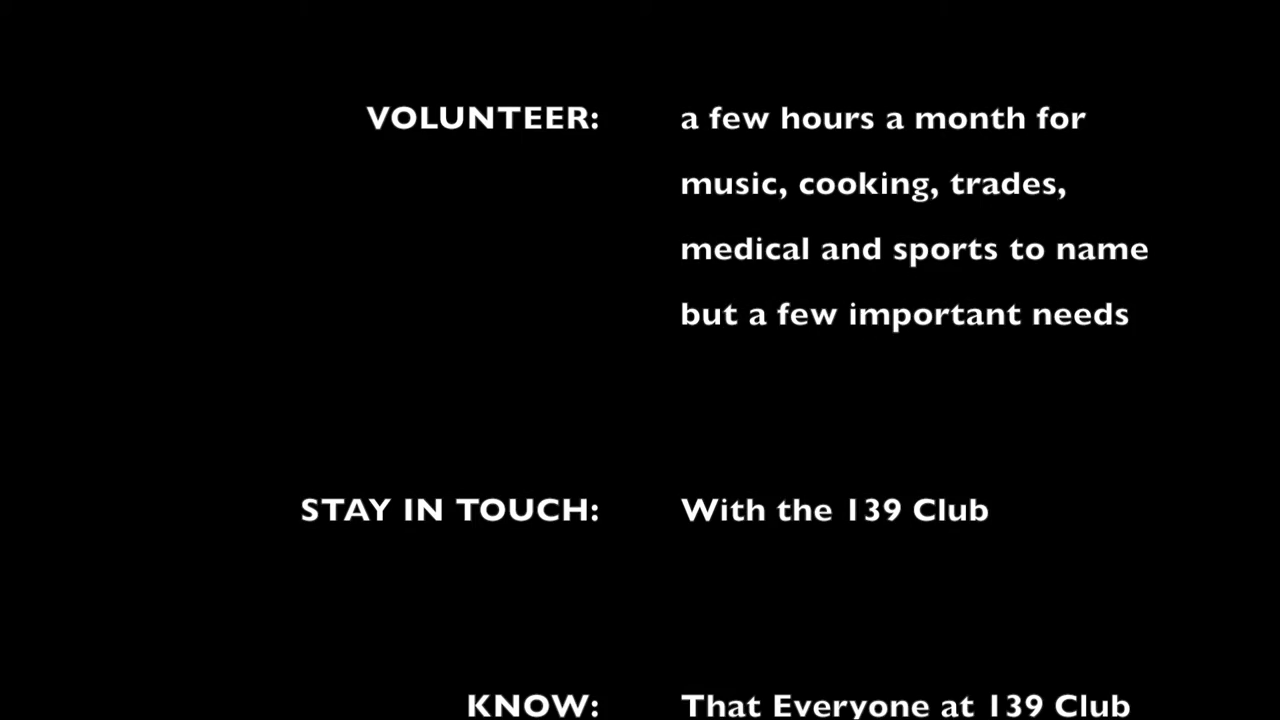 VOLUNTEER: a few hours a month for
music, cooking, trades,
medical and sports to name
but a few important needs
STAY IN TOUCH: With the 139 Club
KNOW: That Everyone at 139 Club